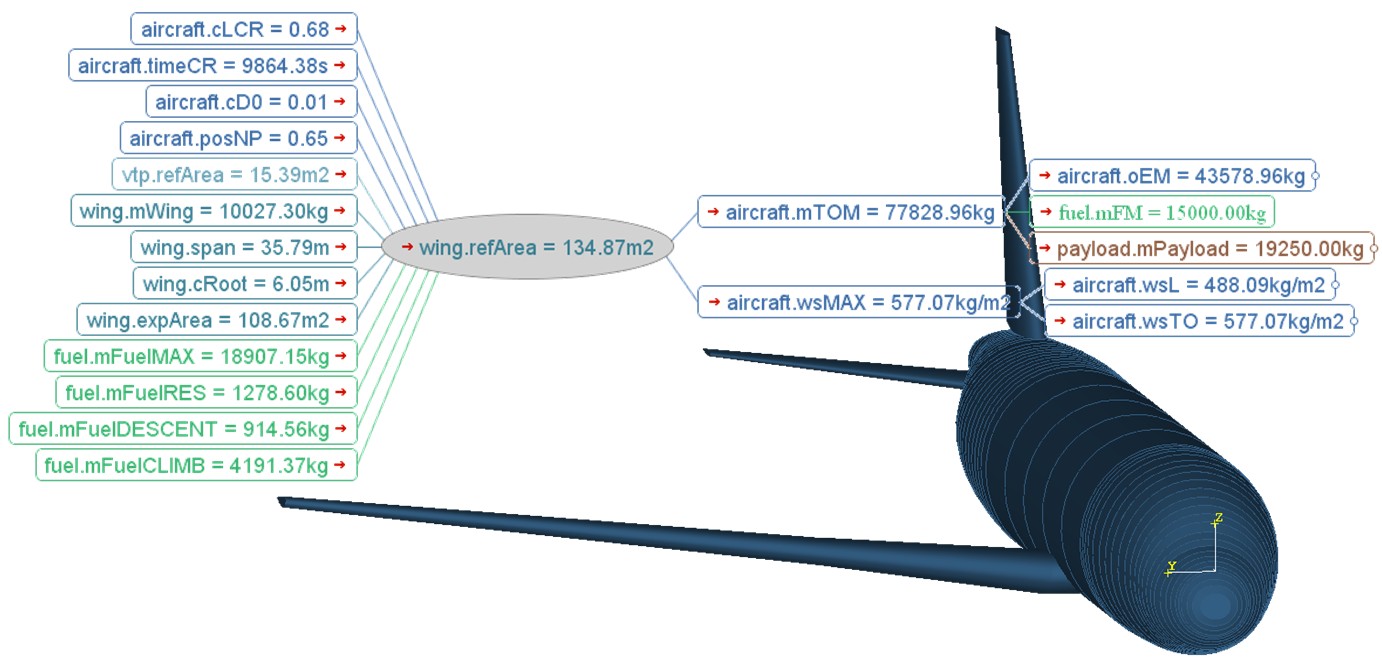 aircraft.cLCR = 0.68
aircraft.timeCR = 9864.38s
aircraft.cD0 = 0.01
aircraft.posNP = 0.65
vtp.refArea = 15.39m2
wing.mWing = 10027.30kg
wing.span = 35.79m
wing.cRoot = 6.05m
wing.expArea = 108.67m2
fuel.mFuelMAX = 18907.15kg
fuel.mFuelRES = 1278.60kg
fuel.mFuelDESCENT = 914.56kg
fuel.mFuelCLIMB = 4191.37kg
wing.refArea = 134.87m2
aircraft.mTOM = 77828.96kg
aircraft.wsMAX = 577.07kg/m2
aircraft.oEM = 43578.96kg
fuel.mFM = 15000.00kg
payload.mPayload = 19250.00kg
aircraft.wsL = 488.09kg/m2
aircraft.wsTO = 577.07kg/m2
Z
Y